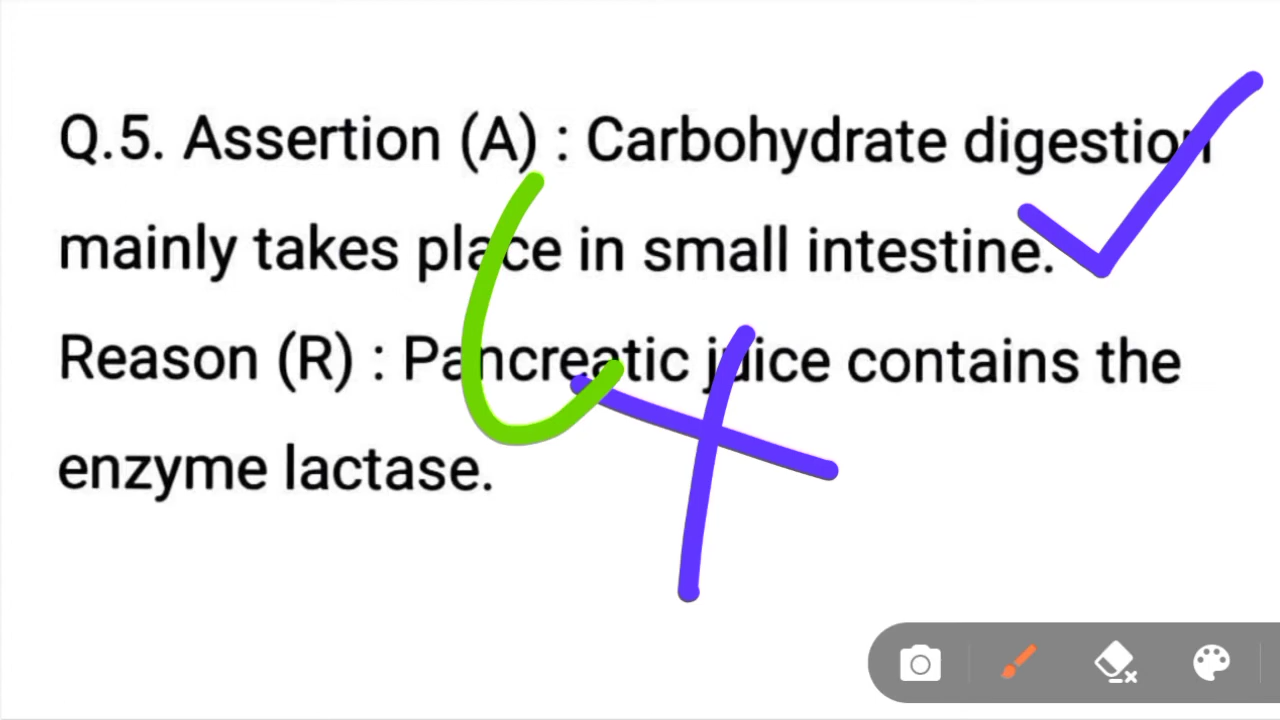 Q.5. Assertion (A) : Carbohydrate digestion
mainly takes place in small intestine.
Reason (R) : Pancreatic juice contains the
enzyme lactase.